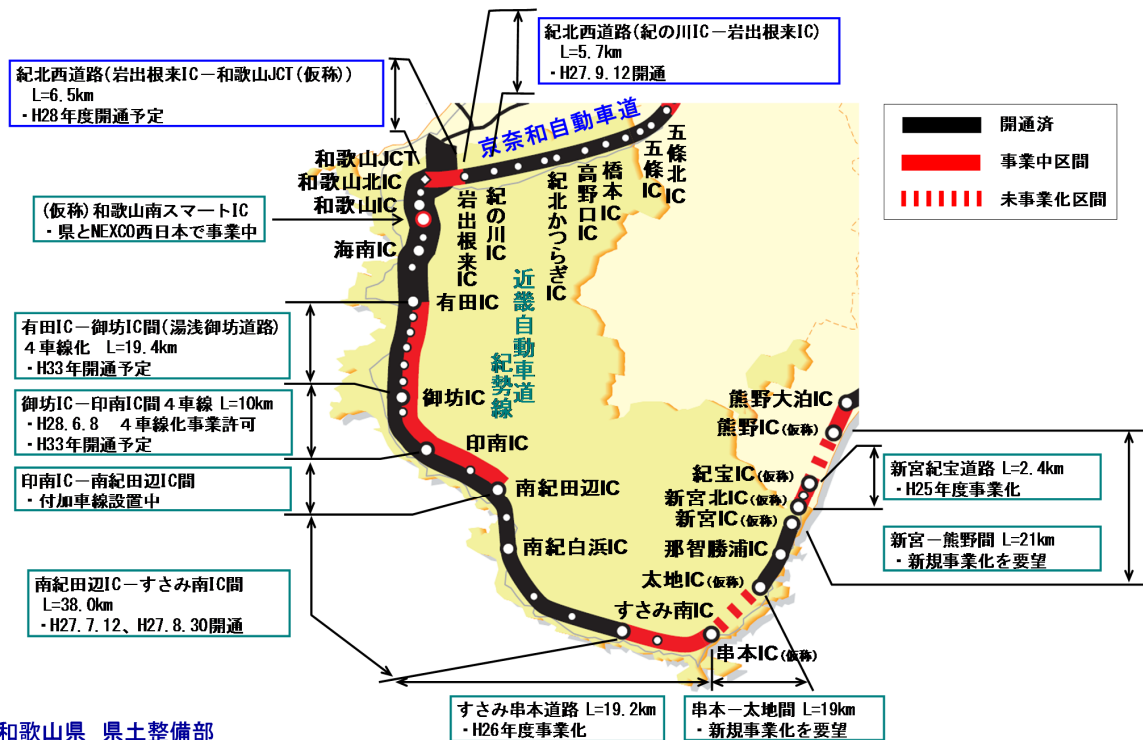 紀北西道路(紀の川IC－岩出根来IC)
L=5.7km
・H27.9.12開通
紀北西道路(岩出根来IC－和歌山JCT(仮称))
L=6.5km
・H28年度開通予定
京奈和自動車道
開通済
事業中区間
未事業化区間
和歌山JCT
和歌山北IC
和歌山IC
海南IC
有田IC
御坊IC
印南IC
南紀田辺IC
南紀白浜IC
すさみ南IC
串本IC(仮称)
太地IC(仮称)
那智勝浦IC
新宮IC(仮称)
新宮北IC(仮称)
紀宝IC(仮称)
熊野IC(仮称)
熊野大泊IC
岩出根来IC
紀の川IC
紀北かつらぎIC
高野口IC
橋本IC
五條IC
五條北IC
近畿自動車道
紀勢線
(仮称)和歌山南スマートIC
・県とNEXCO西日本で事業中
有田IC－御坊IC間(湯浅御坊道路)
４車線化 L=19.4km
・H33年開通予定
御坊IC－印南IC間４車線 L=10km
・H28.6.8 ４車線化事業許可
・H33年開通予定
印南IC－南紀田辺IC間
・付加車線設置中
南紀田辺IC－すさみ南IC間
L=38.0km
・H27.7.12、H27.8.30開通
新宮紀宝道路 L=2.4km
・H25年度事業化
新宮－熊野間 L=21km
・新規事業化を要望
すさみ串本道路 L=19.2km
・H26年度事業化
串本－太地間 L=19km
・新規事業化を要望
和歌山県 県土整備部